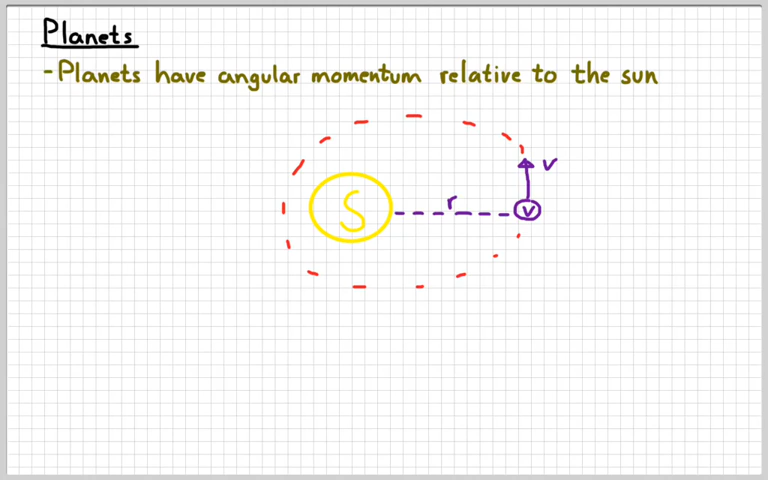 Planets
-Planets have angular momentum relative to the sun
v
S
r
v